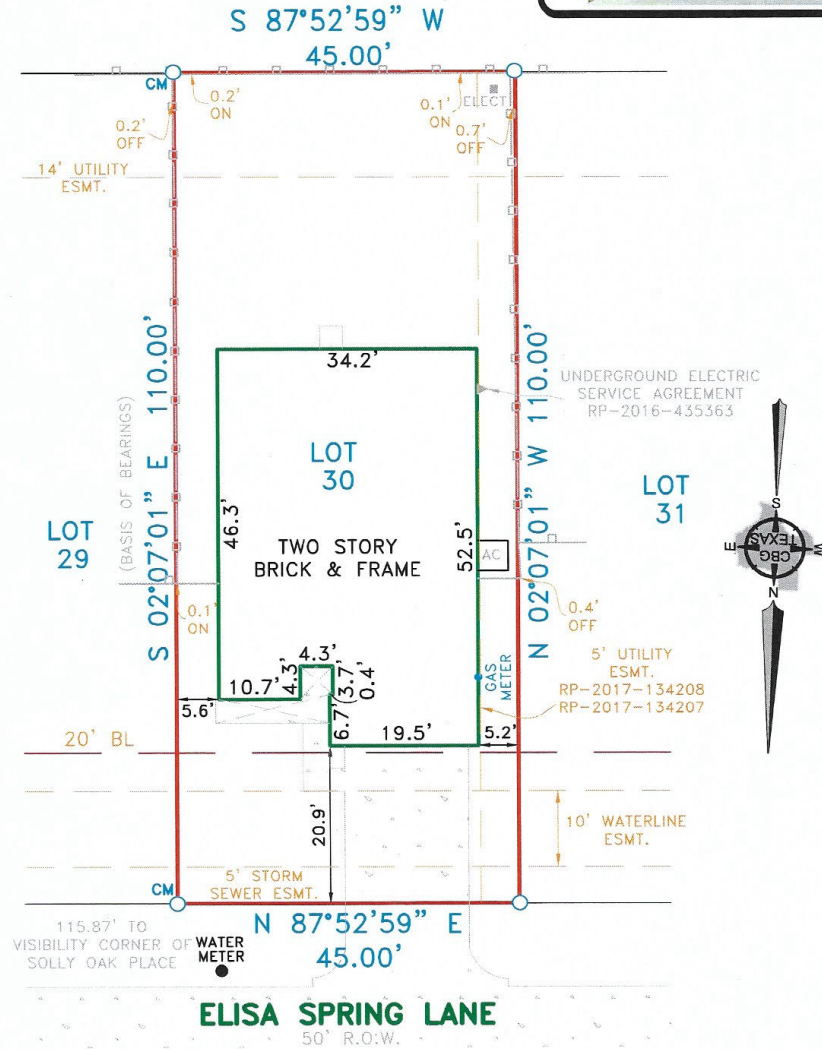 S 87°52'59" W
45.00'
CM
0.2'
ON
0.2'
OFF
0.1'
ON
ELECT
0.7'
OFF
14' UTILITY
ESMT.
S 02°07'01" E 110.00'
(BASIS OF BEARINGS)
34.2'
N 02°07'01" W 110.00'
UNDERGROUND ELECTRIC
SERVICE AGREEMENT
RP-2016-435363
LOT
30
LOT
29
LOT
31
46.3'
TWO STORY
BRICK & FRAME
52.5'
AC
S
E
CBG
TEXAS
W
N
0.1'
ON
0.4'
OFF
4.3'
4.3'
10.7'
5.6'
6.7'(3.7'
0.4'
GAS
METER
5' UTILITY
ESMT.
RP-2017-134208
RP-2017-134207
20' BL
19.5'
5.2'
20.9'
10' WATERLINE
ESMT.
5' STORM
SEWER ESMT.
CM
N 87°52'59" E
45.00'
115.87' TO
VISIBILITY CORNER OF
SOLLY OAK PLACE
WATER
METER
ELISA SPRING LANE
50' R.O.W.